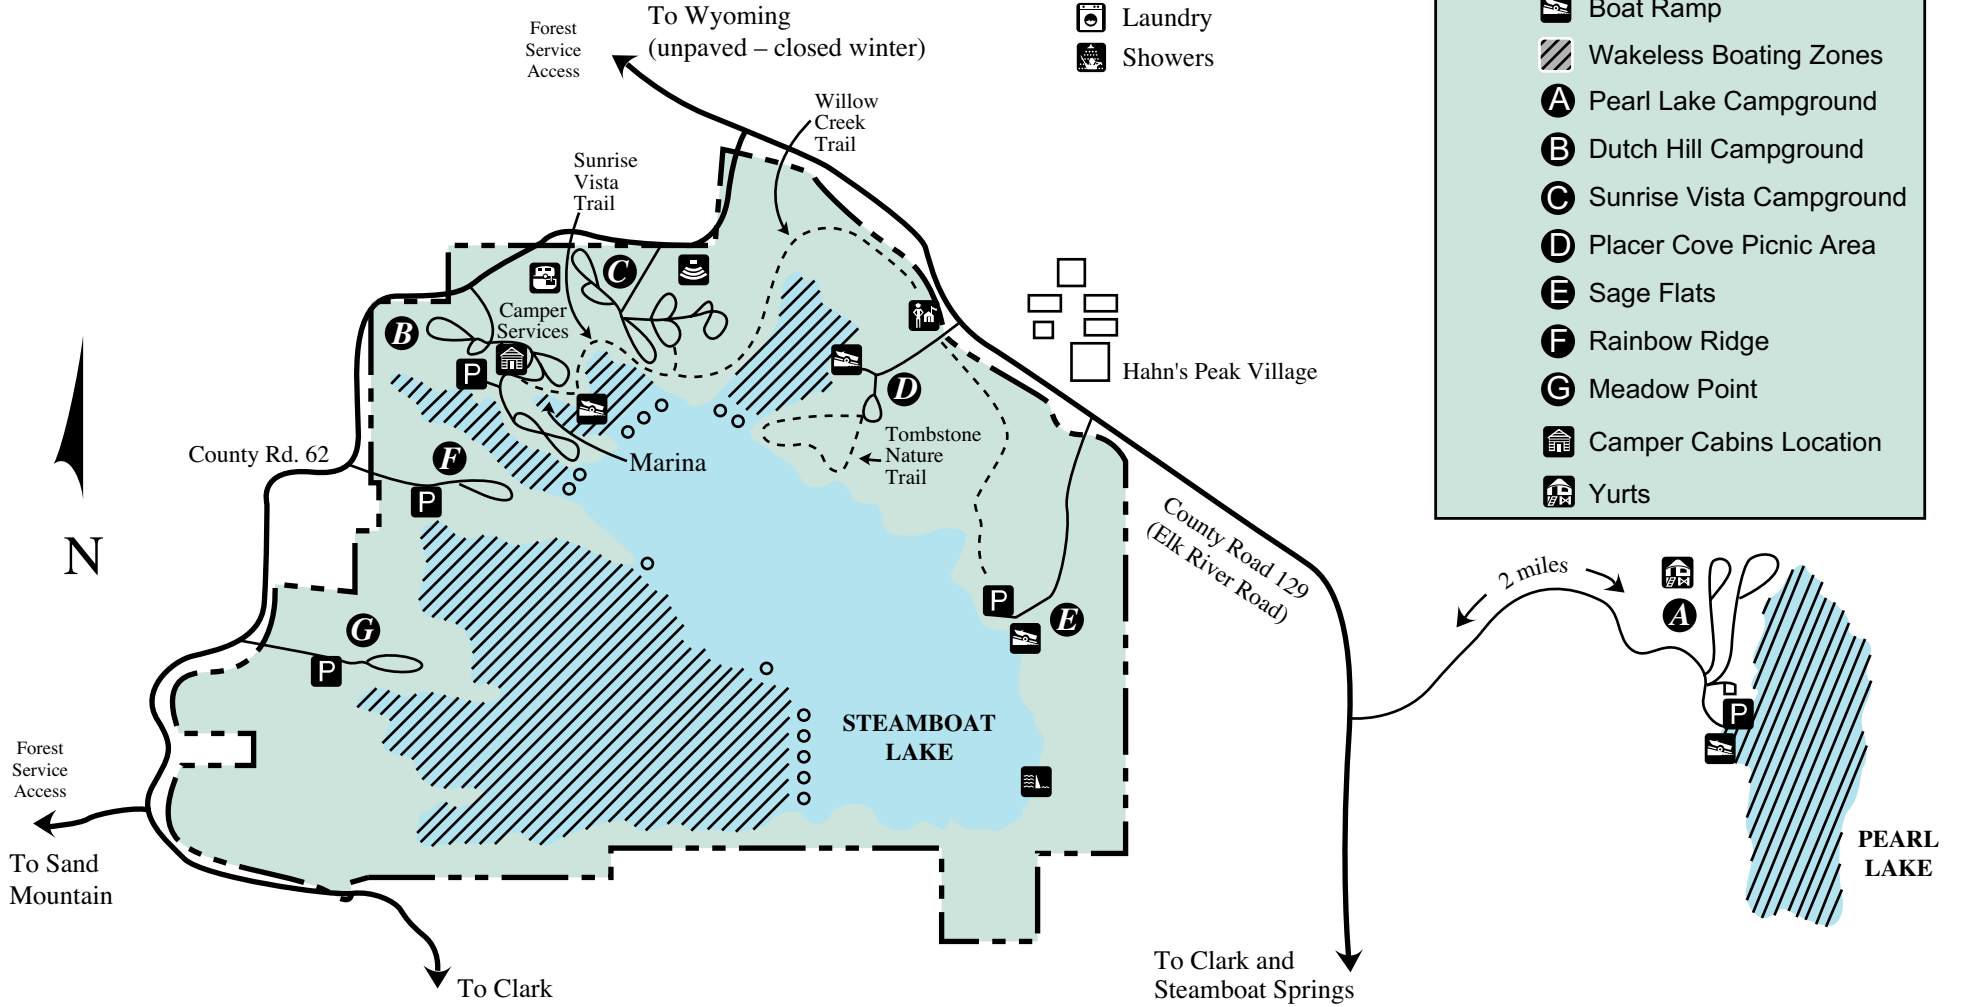 To Wyoming
(unpaved – closed winter)
Forest
Service
Access
Laundry
Showers
Boat Ramp
Wakeless Boating Zones
A Pearl Lake Campground
B Dutch Hill Campground
C Sunrise Vista Campground
D Placer Cove Picnic Area
E Sage Flats
F Rainbow Ridge
G Meadow Point
Camper Cabins Location
Yurts
Willow
Creek
Trail
Sunrise
Vista
Trail
C
B
Camper
Services
P
D
Hahn's Peak Village
Tombstone
Nature
Trail
County Rd. 62
F
P
Marina
N
County Road 129
(Elk River Road)
2 miles
A
P
E
P
G
P
STEAMBOAT
LAKE
Forest
Service
Access
To Sand
Mountain
To Clark
To Clark and
Steamboat Springs
PEARL
LAKE